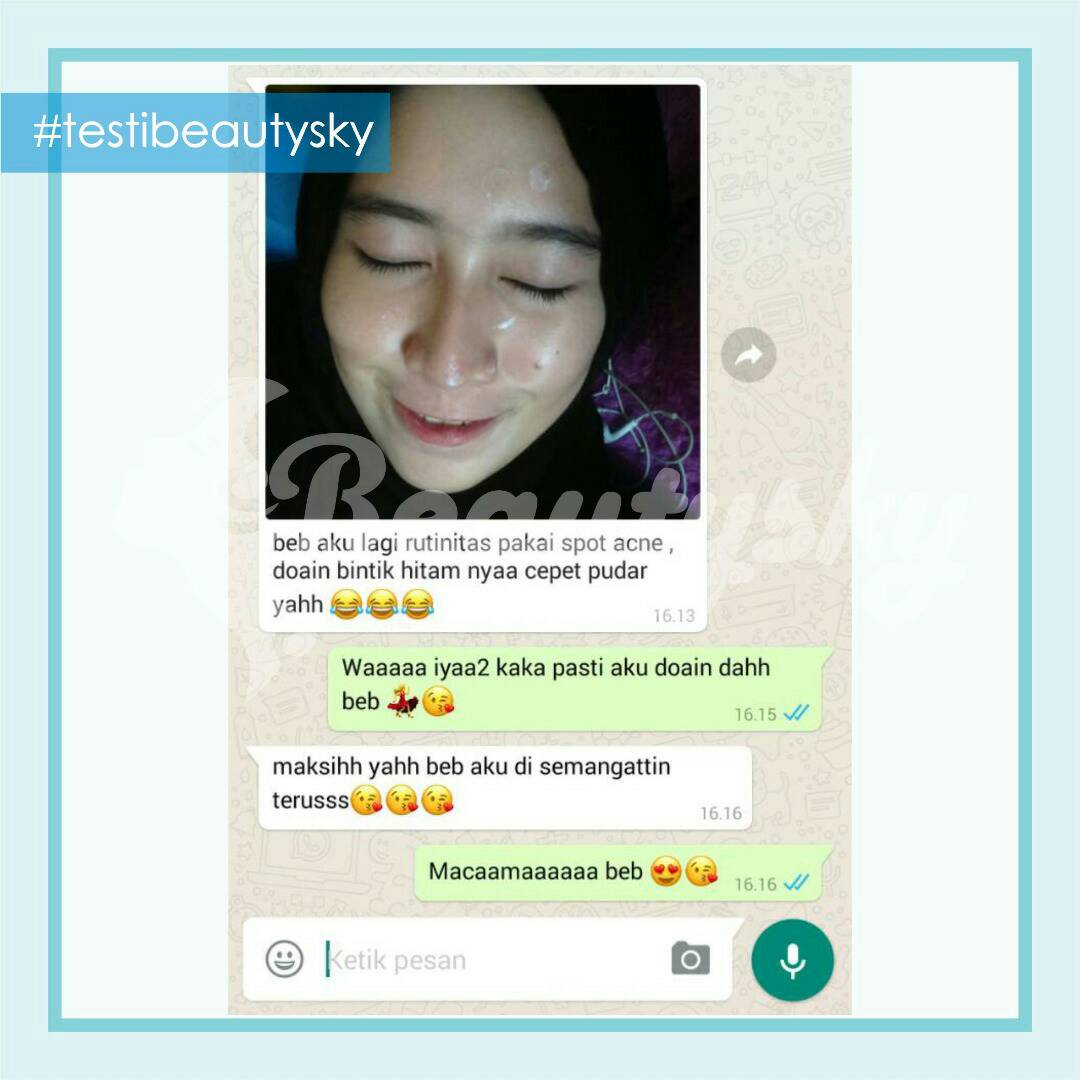 #testibeautysky
Beautysky
beb aku lagi rutinitas pakai spot acne ,
doain bintik hitam nyaa cepet pudar
yahh 😂😂😂
16.13
Waaaaa iyaa2 kaka pasti aku doain dahh
beb 💃😘
16.15
maksihh yahh beb aku di semangattin
terusss😘😘😘
16.16
Macaamaaaaaa beb 😍😘
16.16
Ketik pesan